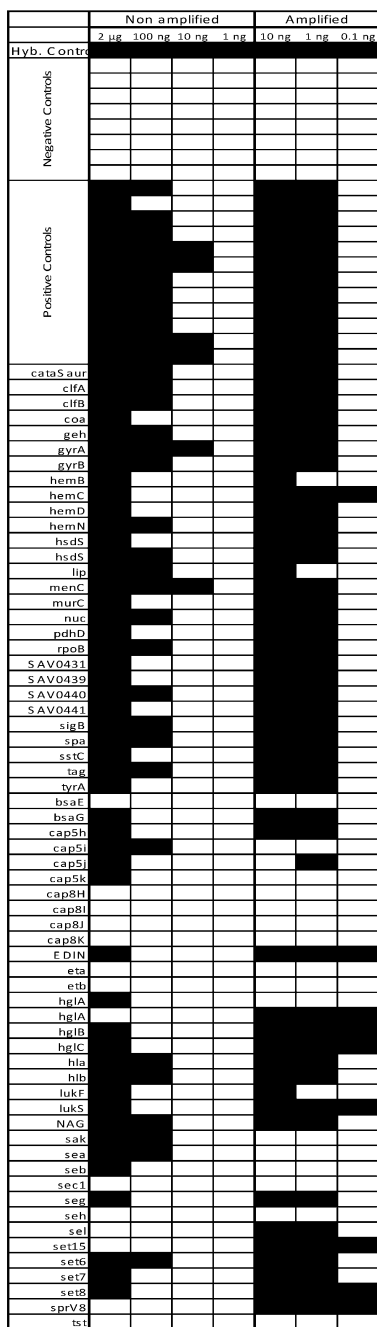 Non amplified Amplified
2 µg 100 ng 10 ng 1 ng 10 ng 1 ng 0.1 ng
Hyb. Contro
Negative Controls
Positive Controls
cataSaur
clfA
clfB
coa
geh
gyrA
gyrB
hemB
hemC
hemD
hemN
hsdS
hsdS
lip
menC
murC
nuc
pdhD
rpoB
SAV0431
SAV0439
SAV0440
SAV0441
sigB
spa
sstC
tag
tyrA
bsaE
bsaG
cap5h
cap5i
cap5j
cap5k
cap8H
cap8I
cap8J
cap8K
EDIN
eta
etb
hglA
hglA
hglB
hglC
hla
hlb
lukF
lukS
NAG
sak
sea
seb
sec1
seg
seh
sel
set15
set6
set7
set8
sprV8
tst